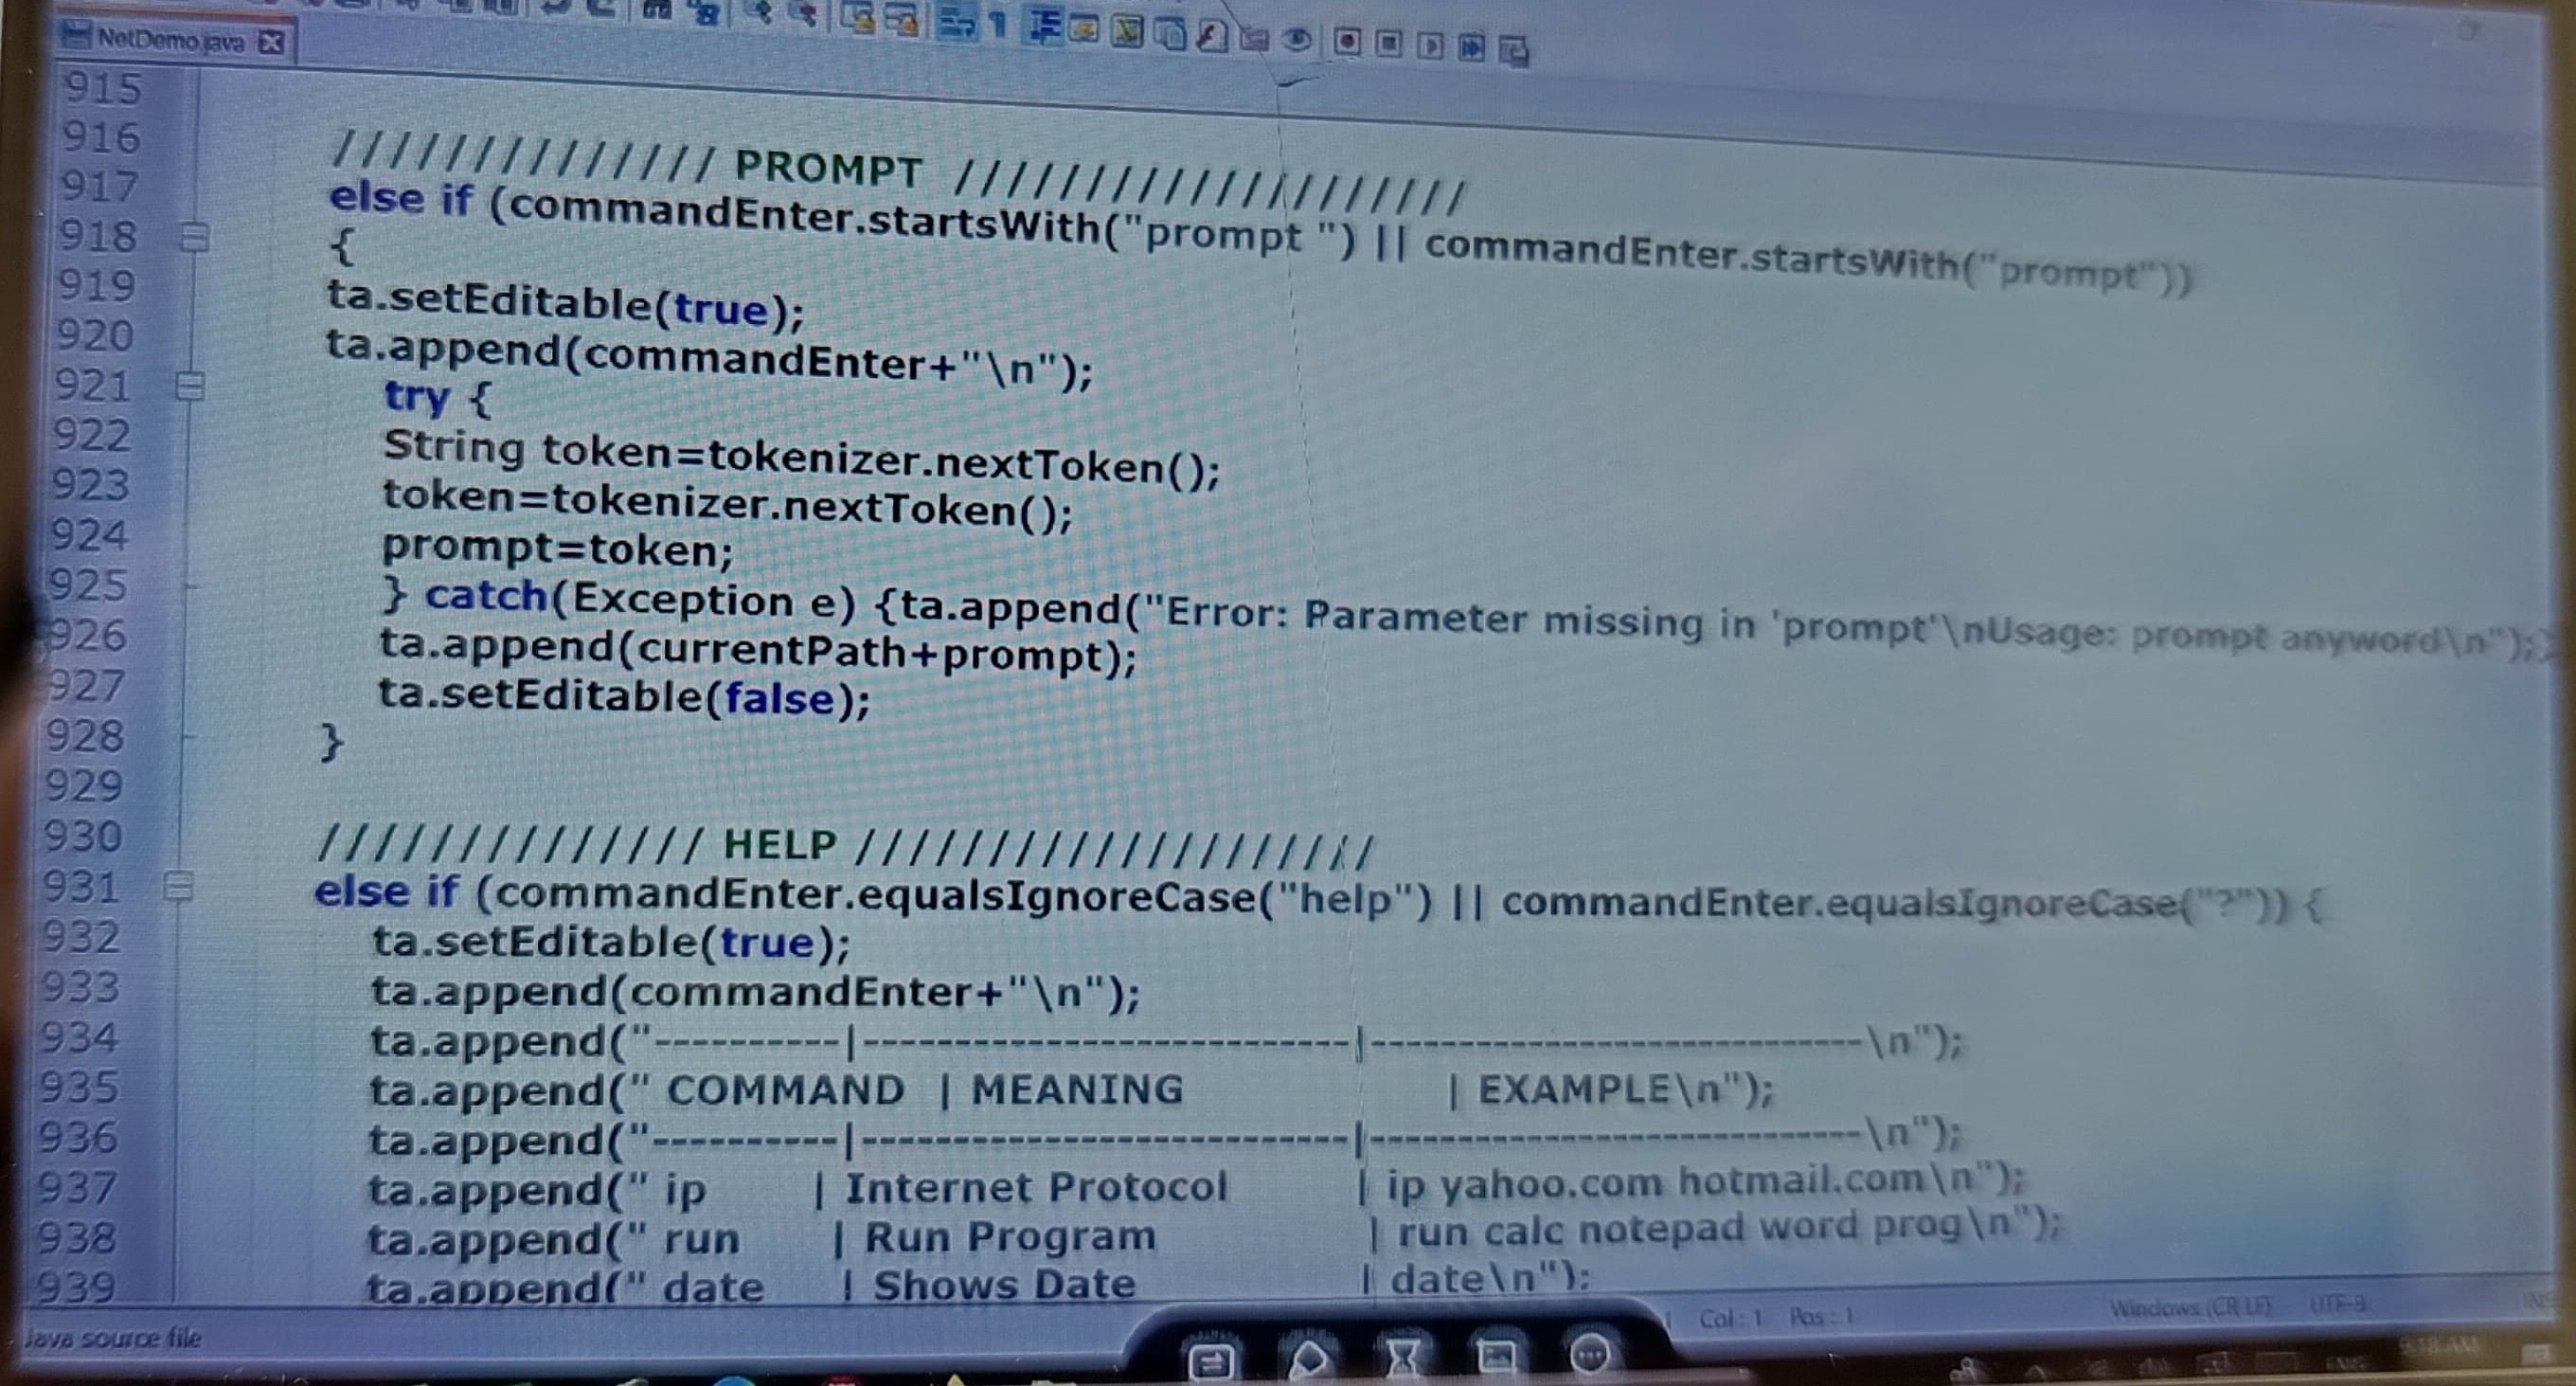 NetDemo.java
915
916 ////////////// PROMPT ///////////////////
917 else if (commandEnter.startsWith("prompt ") || commandEnter.startsWith("prompt"))
918 {
919 ta.setEditable(true);
920 ta.append(commandEnter+"\n");
921 try {
922 String token=tokenizer.nextToken();
923 token=tokenizer.nextToken();
924 prompt=token;
925 } catch(Exception e) {ta.append("Error: Parameter missing in 'prompt'\nUsage: prompt anyword\n");}
926 ta.append(currentPath+prompt);
927 ta.setEditable(false);
928 }
929
930 ////////////// HELP ///////////////////
931 else if (commandEnter.equalsIgnoreCase("help") || commandEnter.equalsIgnoreCase("?")) {
932 ta.setEditable(true);
933 ta.append(commandEnter+"\n");
934 ta.append("----------|--------------------------|--------------------------\n");
935 ta.append(" COMMAND | MEANING | EXAMPLE\n");
936 ta.append("----------|--------------------------|--------------------------\n");
937 ta.append(" ip | Internet Protocol | ip yahoo.com hotmail.com\n");
938 ta.append(" run | Run Program | run calc notepad word prog\n");
939 ta.append(" date | Shows Date | date\n");
Java source file Col : 1 Pos : 1 Windows (CR LF) UTF-8 INS
9:18 AM